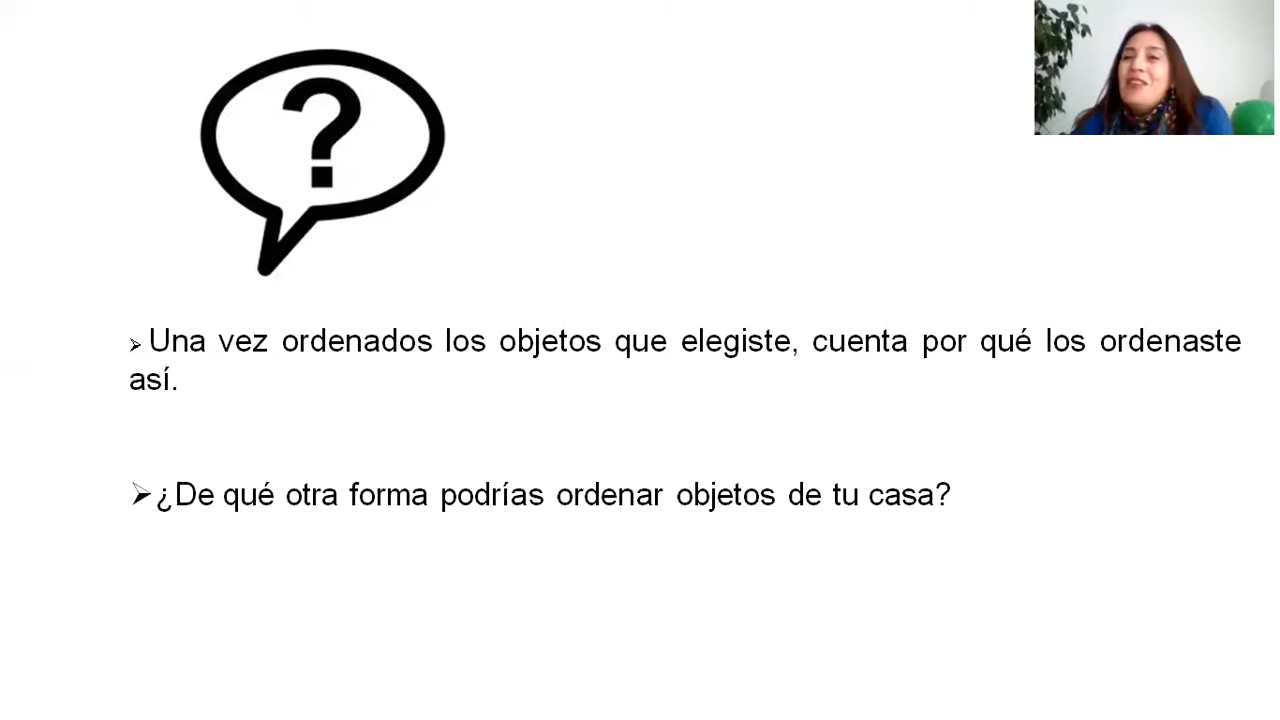 ?
Una vez ordenados los objetos que elegiste, cuenta por qué los ordenaste
así.
¿De qué otra forma podrías ordenar objetos de tu casa?